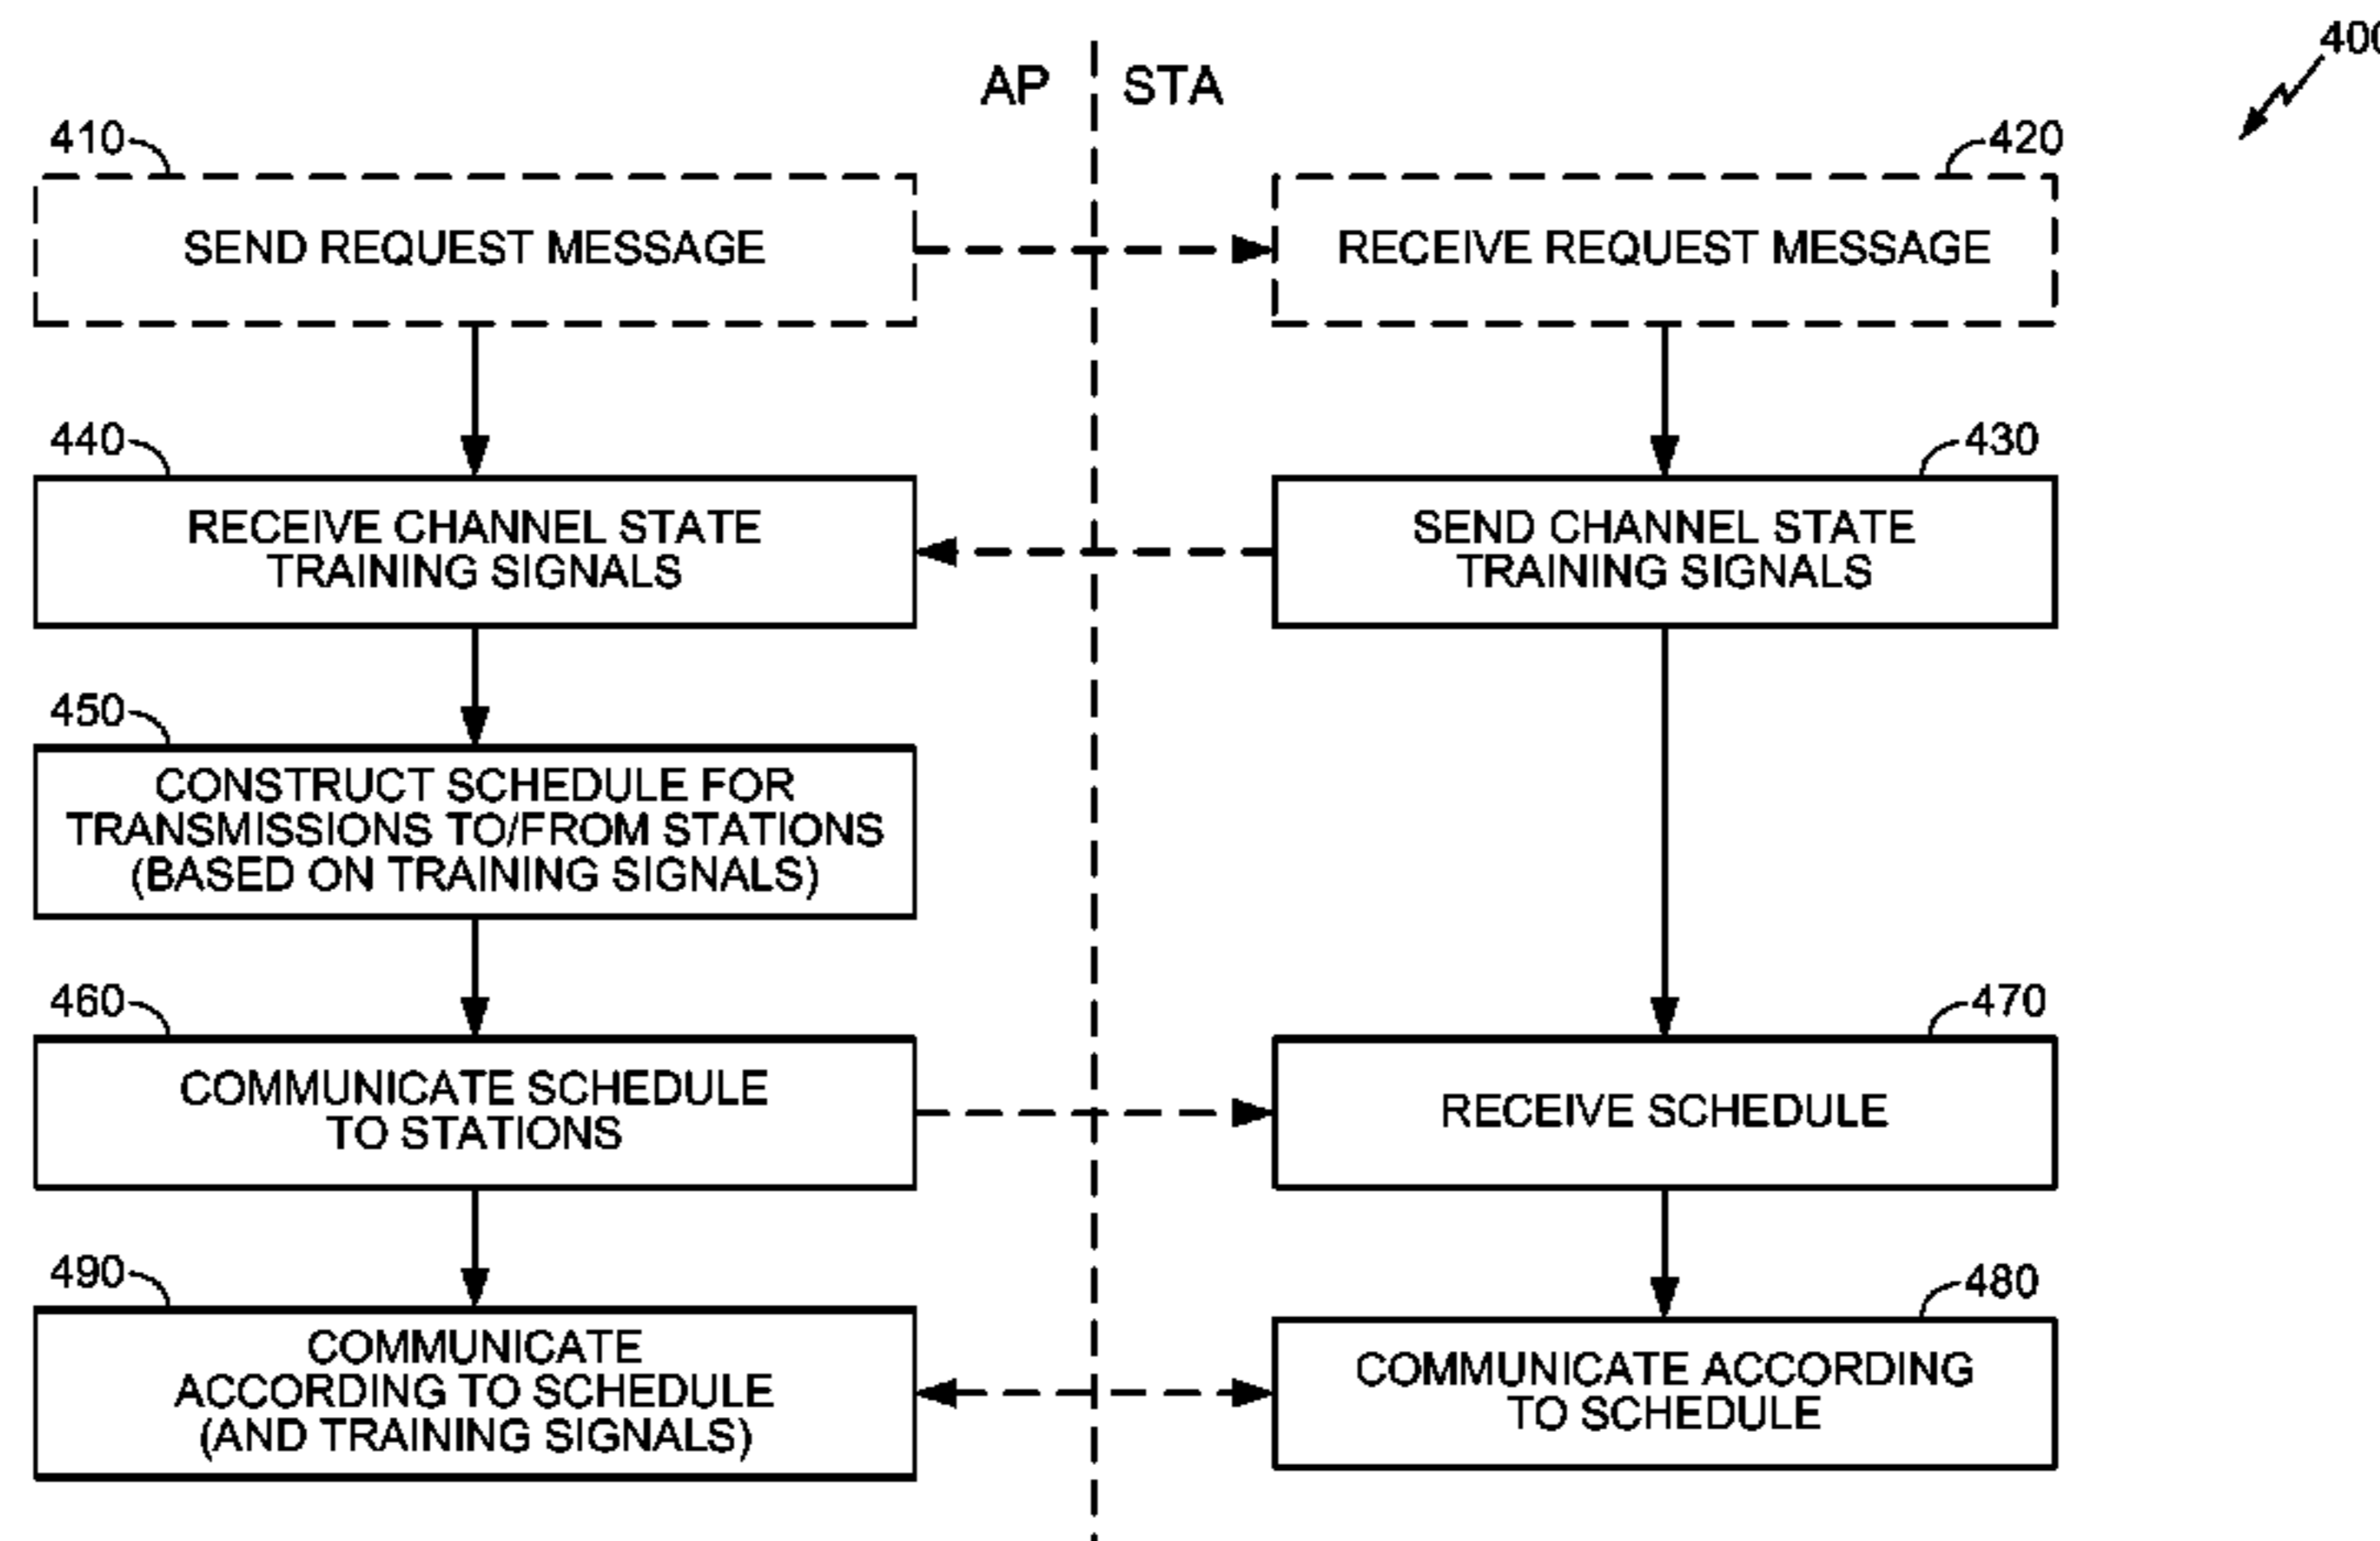 400
AP
STA
410
420
SEND REQUEST MESSAGE
RECEIVE REQUEST MESSAGE
440
430
RECEIVE CHANNEL STATE
TRAINING SIGNALS
SEND CHANNEL STATE
TRAINING SIGNALS
450
CONSTRUCT SCHEDULE FOR
TRANSMISSIONS TO/FROM STATIONS
(BASED ON TRAINING SIGNALS)
460
470
COMMUNICATE SCHEDULE
TO STATIONS
RECEIVE SCHEDULE
490
480
COMMUNICATE
ACCORDING TO SCHEDULE
(AND TRAINING SIGNALS)
COMMUNICATE ACCORDING
TO SCHEDULE